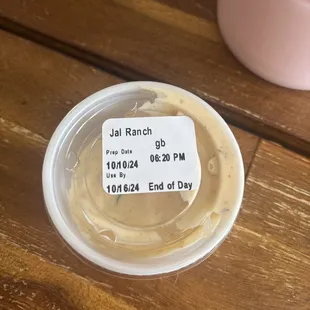 Jal Ranch
gb
Prep Date
10/10/24 06:20 PM
Use By
10/16/24 End of Day